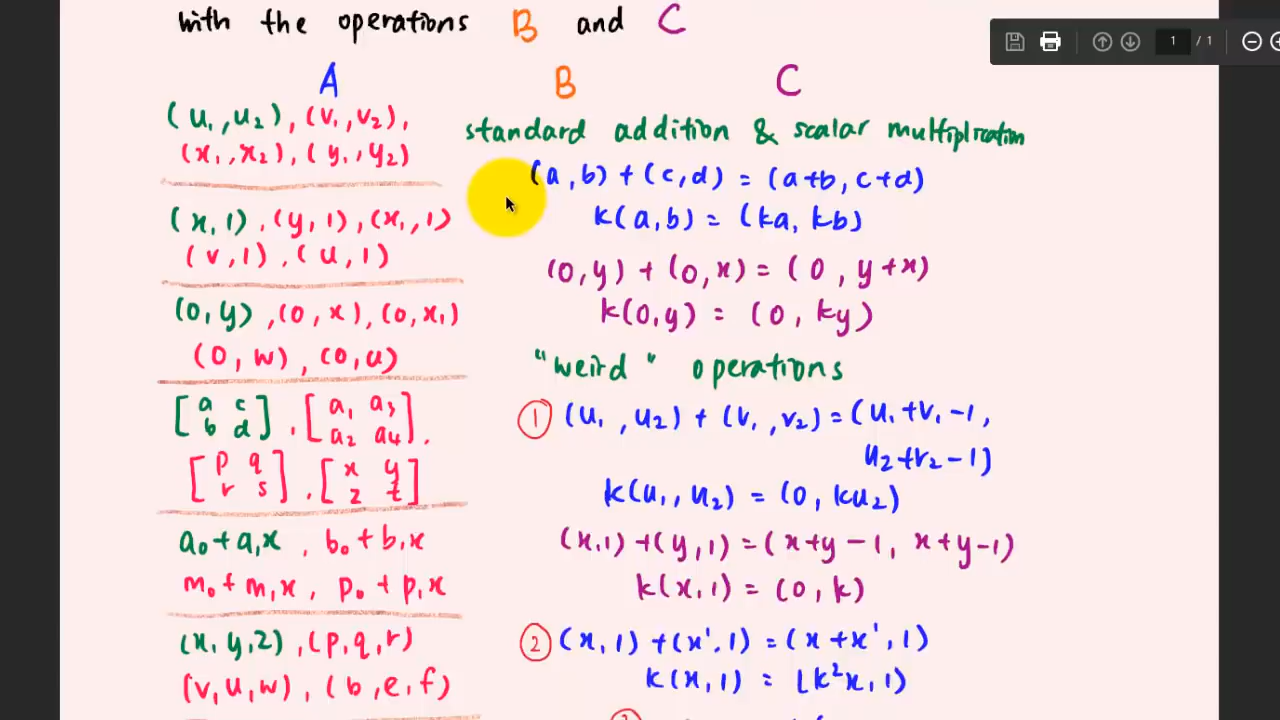 with the operations B and C
1 / 1
A B C
(u₁, u₂), (v₁, v₂),
(x₁, x₂), (y₁, y₂)
(x, 1), (y, 1), (x₁, 1)
(v, 1), (u, 1)
(0, y), (0, x), (0, x₁)
(0, w), (0, u)
[a c
b d], [a₁ a₃
a₂ a₄].
[p q
r s], [x y
z t]
a₀ + a₁x, b₀ + b₁x
m₀ + m₁x, p₀ + p₁x
(x, y, z), (p, q, r)
(v, u, w), (b, e, f)
standard addition & scalar multiplication
(a, b) + (c, d) = (a+b, c+d)
k(a, b) = (ka, kb)
(0, y) + (0, x) = (0, y+x)
k(0, y) = (0, ky)
"weird" operations
① (u₁, u₂) + (v₁, v₂) = (u₁ + v₁ - 1,
u₂ + v₂ - 1)
k(u₁, u₂) = (0, ku₂)
(x, 1) + (y, 1) = (x + y - 1, x + y - 1)
k(x, 1) = (0, k)
② (x, 1) + (x', 1) = (x + x', 1)
k(x, 1) = (k²x, 1)